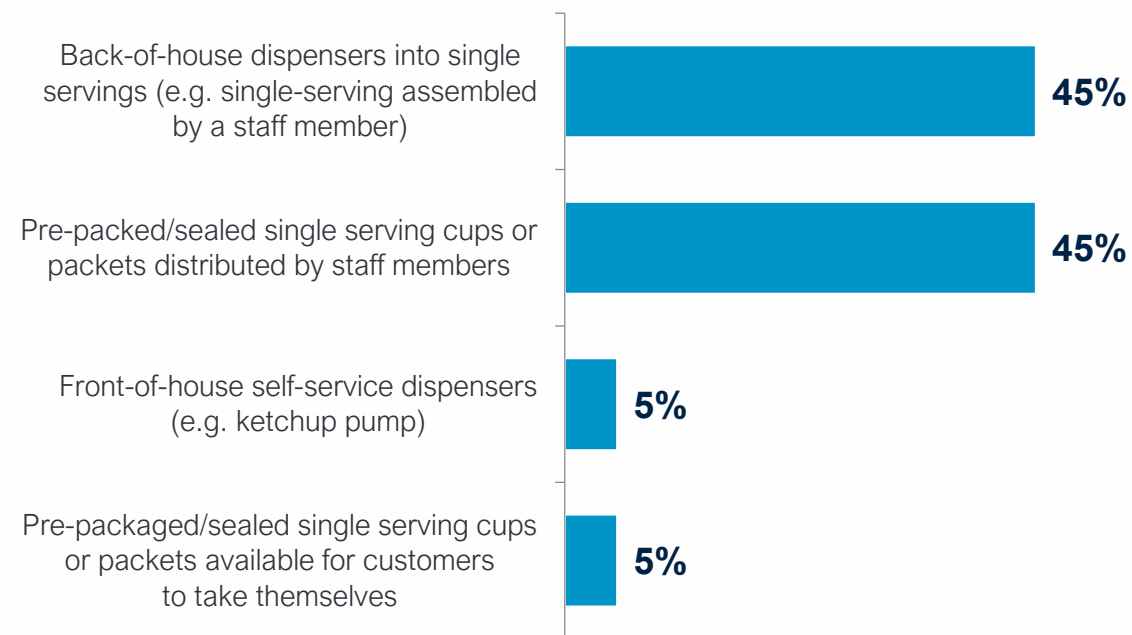 Back-of-house dispensers into single
servings (e.g. single-serving assembled
by a staff member)
45%
Pre-packed/sealed single serving cups or
packets distributed by staff members
45%
Front-of-house self-service dispensers
(e.g. ketchup pump)
5%
Pre-packaged/sealed single serving cups
or packets available for customers
to take themselves
5%